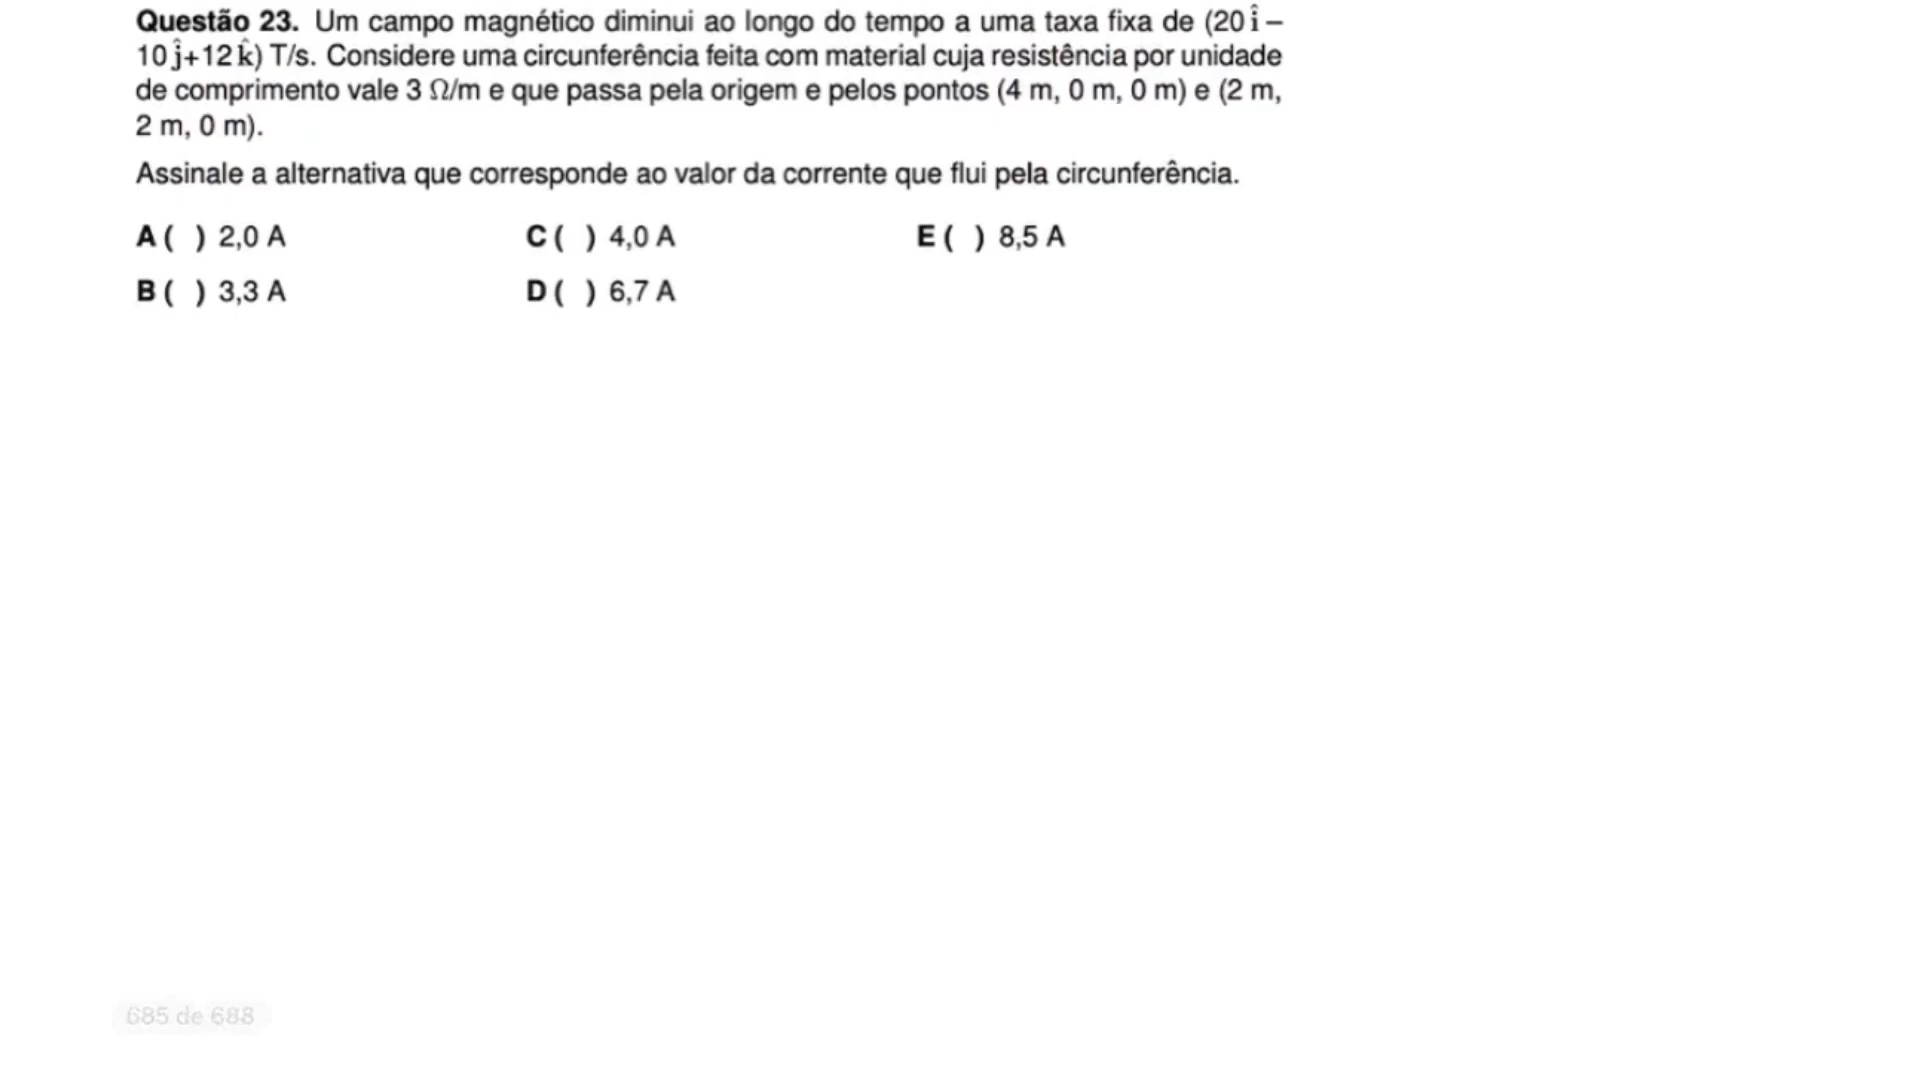 Questão 23. Um campo magnético diminui ao longo do tempo a uma taxa fixa de (20 î –
10 ĵ+12 k̂) T/s. Considere uma circunferência feita com material cuja resistência por unidade
de comprimento vale 3 Ω/m e que passa pela origem e pelos pontos (4 m, 0 m, 0 m) e (2 m,
2 m, 0 m).
Assinale a alternativa que corresponde ao valor da corrente que flui pela circunferência.
A ( ) 2,0 A C ( ) 4,0 A E ( ) 8,5 A
B ( ) 3,3 A D ( ) 6,7 A
685 de 688